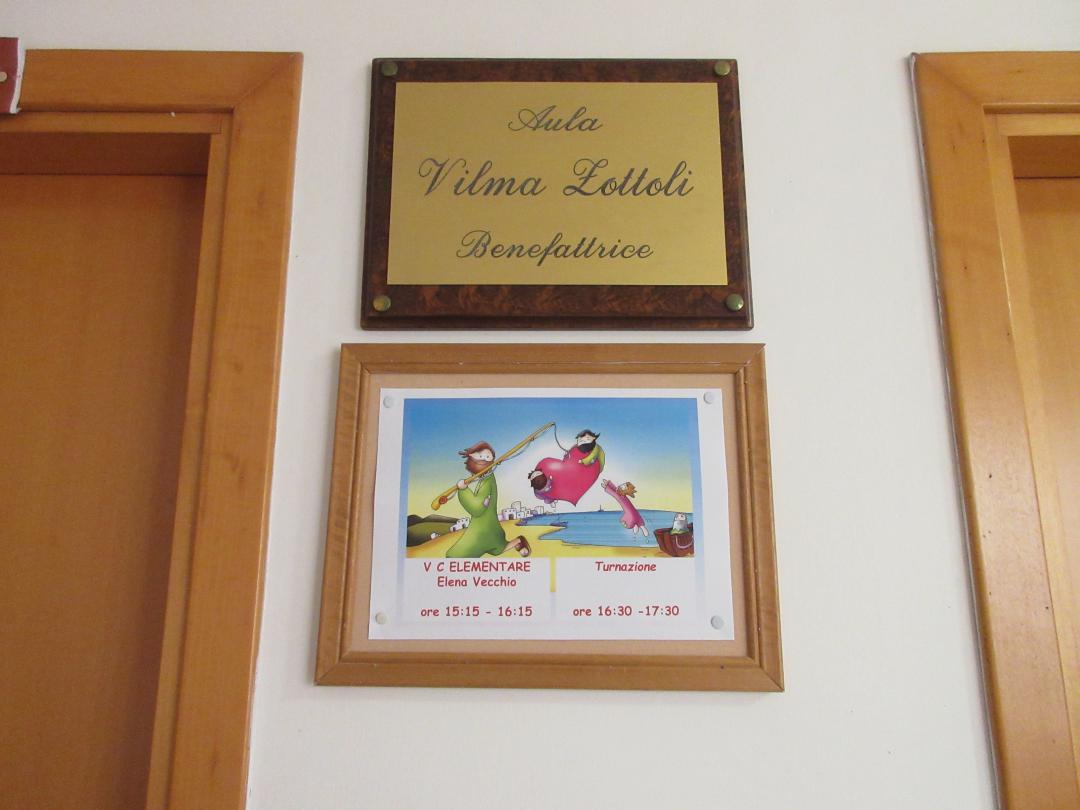 Aula
Vilma Zottoli
Benefattrice
V C ELEMENTARE
Elena Vecchio
ore 15:15 - 16:15
Turnazione
ore 16:30 -17:30